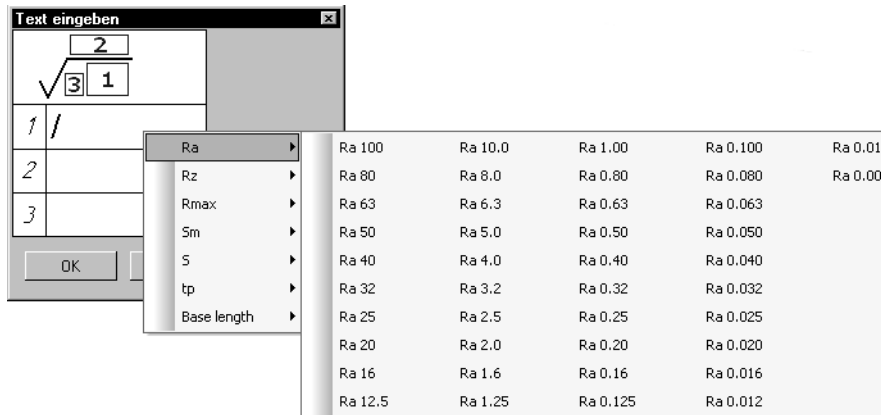 Text eingeben
2
3 1
1 /
2
3
OK
Ra
Rz
Rmax
Sm
S
tp
Base length
Ra 100 Ra 10.0 Ra 1.00 Ra 0.100 Ra 0.01
Ra 80 Ra 8.0 Ra 0.80 Ra 0.080 Ra 0.00
Ra 63 Ra 6.3 Ra 0.63 Ra 0.063
Ra 50 Ra 5.0 Ra 0.50 Ra 0.050
Ra 40 Ra 4.0 Ra 0.40 Ra 0.040
Ra 32 Ra 3.2 Ra 0.32 Ra 0.032
Ra 25 Ra 2.5 Ra 0.25 Ra 0.025
Ra 20 Ra 2.0 Ra 0.20 Ra 0.020
Ra 16 Ra 1.6 Ra 0.16 Ra 0.016
Ra 12.5 Ra 1.25 Ra 0.125 Ra 0.012